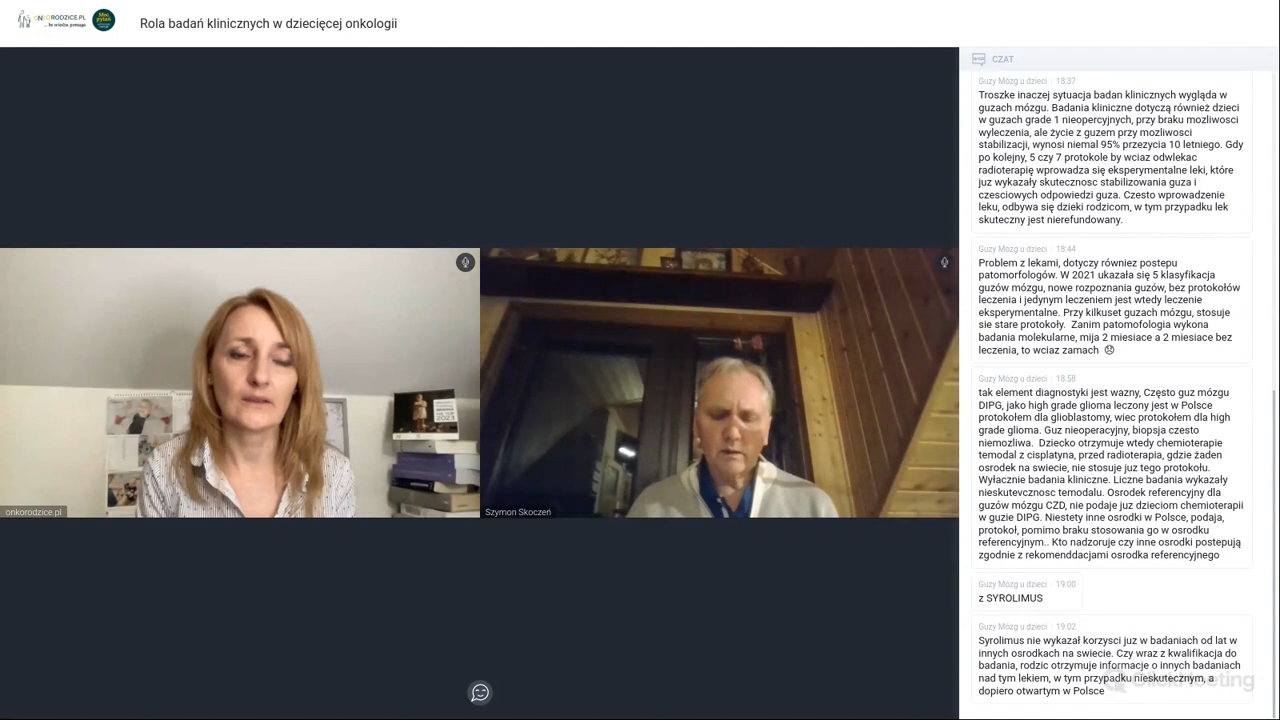 ONKORODZICE.PL
Rola badań klinicznych w dziecięcej onkologii
CZAT
Guzy Mózg u dzieci 18:37
Troszke inaczej sytuacja badan klinicznych wygląda w
guzach mózgu. Badania kliniczne dotyczą również dzieci
w guzach grade 1 nieopercyjnych, przy braku mozliwosci
wyleczenia, ale życie z guzem przy mozliwosci
stabilizacji, wynosi niemal 95% przezycia 10 letniego. Gdy
po kolejny, 5 czy 7 protokole by wciaz odwlekac
radioterapię wprowadza się eksperymentalne leki, które
juz wykazały skutecznosc stabilizowania guza i
czesciowych odpowiedzi guza. Czesto wprowadzenie
leku, odbywa się dzieki rodzicom, w tym przypadku lek
skuteczny jest nierefundowany.
Guzy Mózg u dzieci 18:44
Problem z lekami, dotyczy równiez postepu
patomorfologów. W 2021 ukazała się 5 klasyfikacja
guzów mózgu, nowe rozpoznania guzów, bez protokołów
leczenia i jedynym leczeniem jest wtedy leczenie
eksperymentalne. Przy kilkuset guzach mózgu, stosuje
sie stare protokoły. Zanim patomofologia wykona
badania molekularne, mija 2 miesiace a 2 miesiace bez
leczenia, to wciaz zamach ☹
Guzy Mózg u dzieci 18:58
tak element diagnostyki jest wazny, Często guz mózgu
DIPG, jako high grade glioma leczony jest w Polsce
protokołem dla glioblastomy, wiec protokołem dla high
grade glioma. Guz nieoperacyjny, biopsja czesto
niemozliwa. Dziecko otrzymuje wtedy chemioterapie
temodal z cisplatyna, przed radioterapia, gdzie żaden
osrodek na swiecie, nie stosuje juz tego protokołu.
Wyłacznie badania kliniczne. Liczne badania wykazały
nieskutevcznosc temodalu. Osrodek referencyjny dla
guzów mózgu CZD, nie podaje juz dzieciom chemioterapii
w guzie DIPG. Niestety inne osrodki w Polsce, podaja,
protokoł, pomimo braku stosowania go w osrodku
referencyjnym.. Kto nadzoruje czy inne osrodki postepują
zgodnie z rekomenddacjami osrodka referencyjnego
Guzy Mózg u dzieci 19:00
z SYROLIMUS
Guzy Mózg u dzieci 19:02
Syrolimus nie wykazał korzysci juz w badaniach od lat w
innych osrodkach na swiecie. Czy wraz z kwalifikacja do
badania, rodzic otrzymuje informacje o innych badaniach
nad tym lekiem, w tym przypadku nieskutecznym, a
dopiero otwartym w Polsce
ClickMeeting
onkorodzice.pl
Szymon Skoczeń
2023